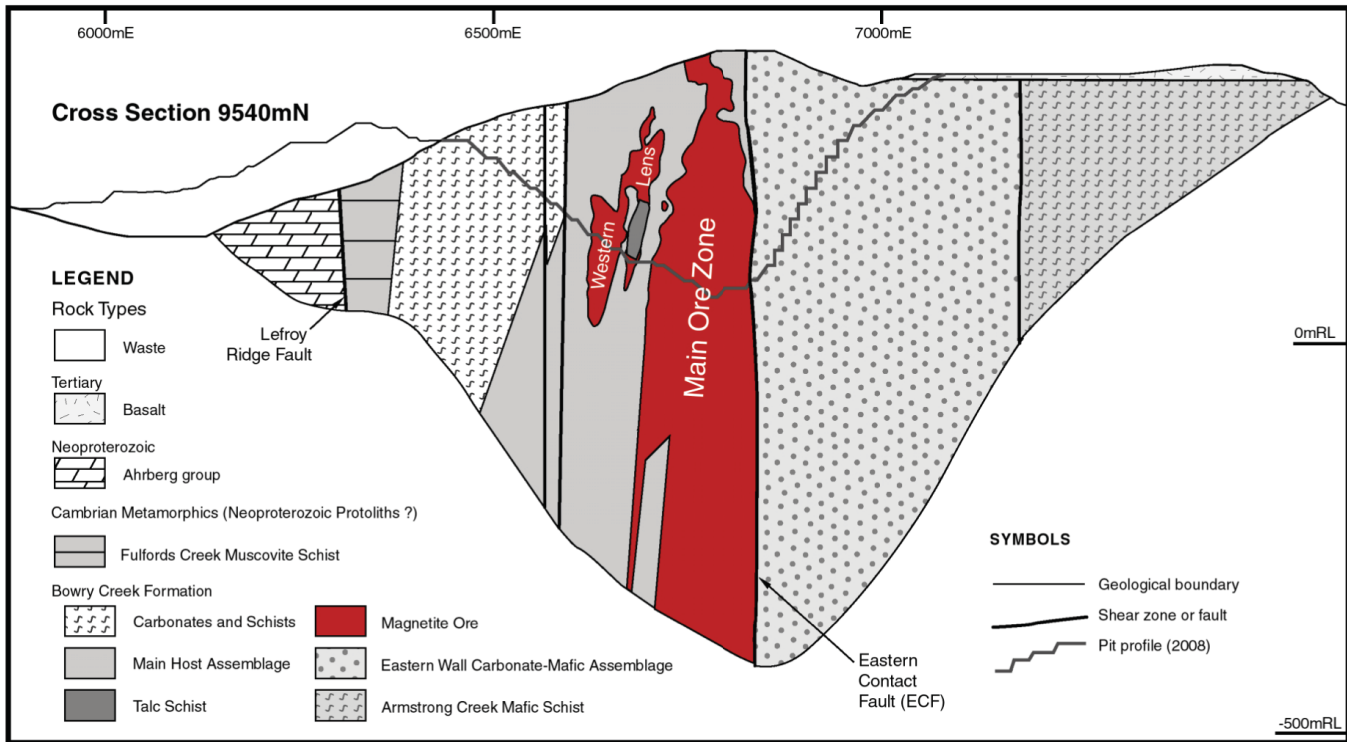 6000mE
6500mE
7000mE
Cross Section 9540mN
Western
Lens
Main Ore Zone
Lefroy
Ridge Fault
0mRL
LEGEND
Rock Types
Waste
Tertiary
Basalt
Neoproterozoic
Ahrberg group
Cambrian Metamorphics (Neoproterozoic Protoliths ?)
Fulfords Creek Muscovite Schist
Bowry Creek Formation
Carbonates and Schists
Magnetite Ore
Main Host Assemblage
Eastern Wall Carbonate-Mafic Assemblage
Talc Schist
Armstrong Creek Mafic Schist
Eastern
Contact
Fault (ECF)
SYMBOLS
Geological boundary
Shear zone or fault
Pit profile (2008)
-500mRL